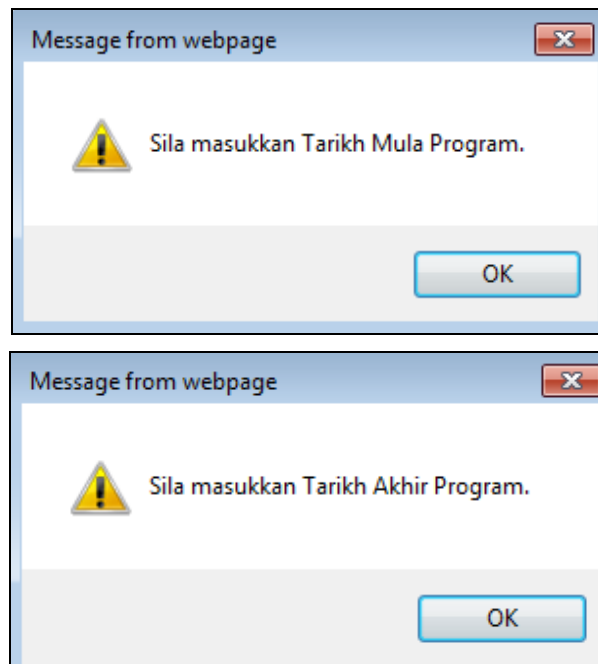 Message from webpage
Sila masukkan Tarikh Mula Program.
OK
Message from webpage
Sila masukkan Tarikh Akhir Program.
OK